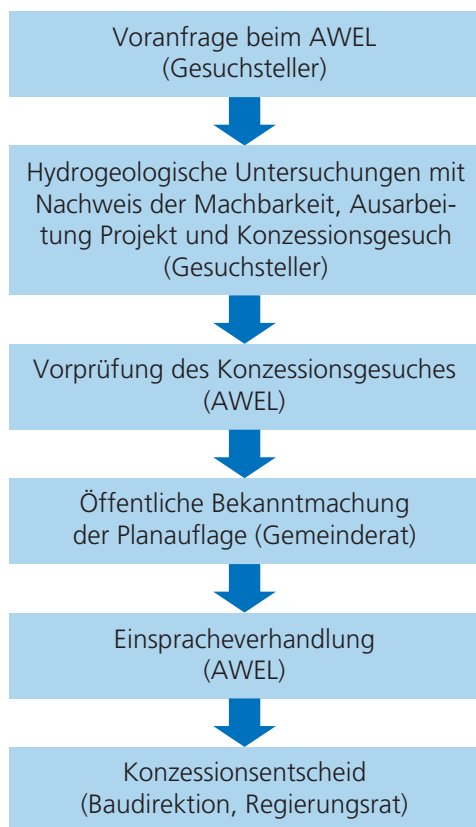 Voranfrage beim AWEL
(Gesuchsteller)
Hydrogeologische Untersuchungen mit
Nachweis der Machbarkeit, Ausarbei-
tung Projekt und Konzessionsgesuch
(Gesuchsteller)
Vorprüfung des Konzessionsgesuches
(AWEL)
Öffentliche Bekanntmachung
der Planauflage (Gemeinderat)
Einspracheverhandlung
(AWEL)
Konzessionsentscheid
(Baudirektion, Regierungsrat)